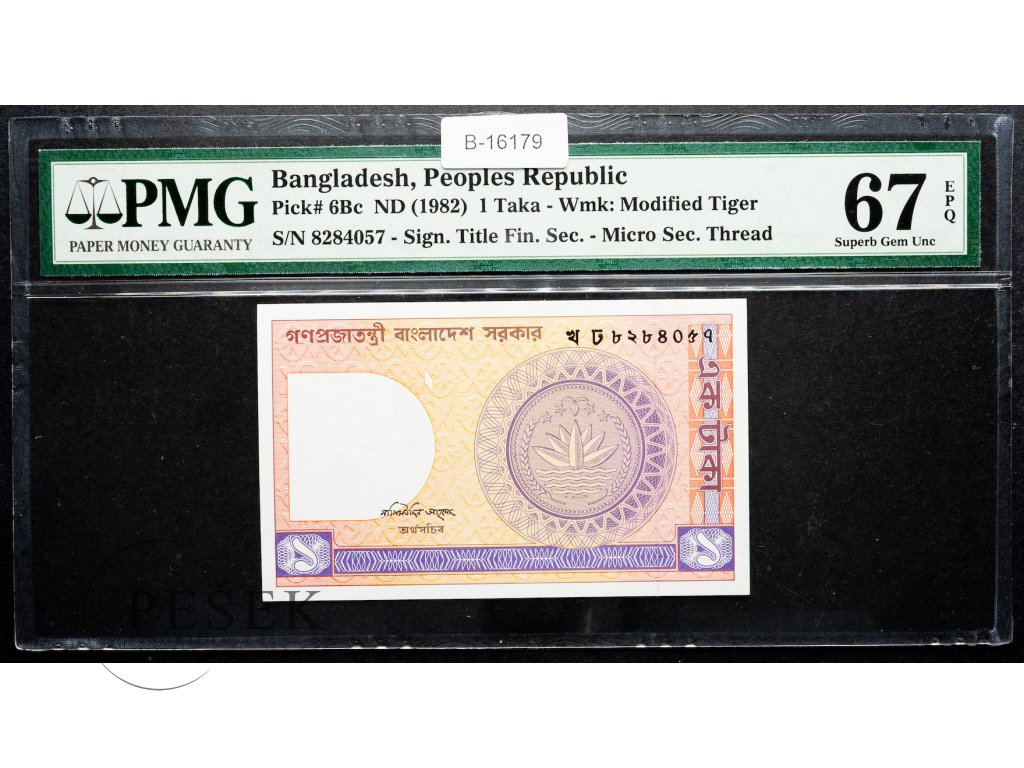 B-16179
PMG
PAPER MONEY GUARANTY
Bangladesh, Peoples Republic
Pick# 6Bc ND (1982) 1 Taka - Wmk: Modified Tiger
S/N 8284057 - Sign. Title Fin. Sec. - Micro Sec. Thread
67
EPQ
Superb Gem Unc
গণপ্রজাতন্ত্রী বাংলাদেশ সরকার
খ ঢ ৮২৮৪০৫৭
এক টাকা
অর্থসচিব
১
১
PESEK